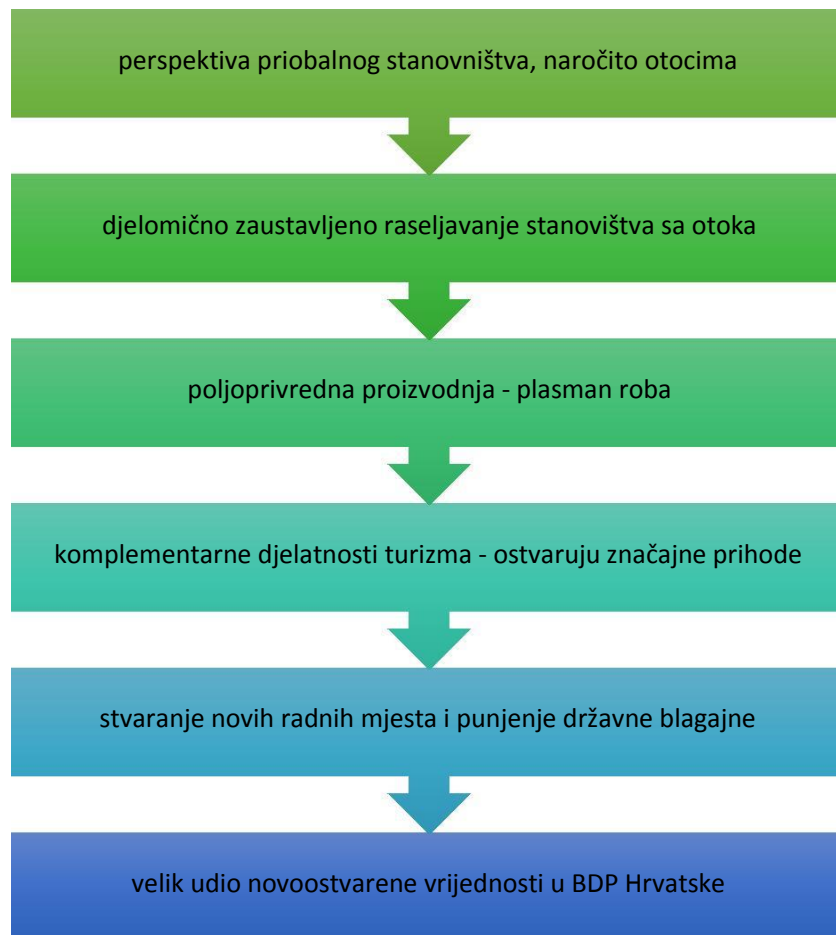 perspektiva priobalnog stanovništva, naročito otocima
djelomično zaustavljeno raseljavanje stanovištva sa otoka
poljoprivredna proizvodnja - plasman roba
komplementarne djelatnosti turizma - ostvaruju značajne prihode
stvaranje novih radnih mjesta i punjenje državne blagajne
velik udio novoostvarene vrijednosti u BDP Hrvatske